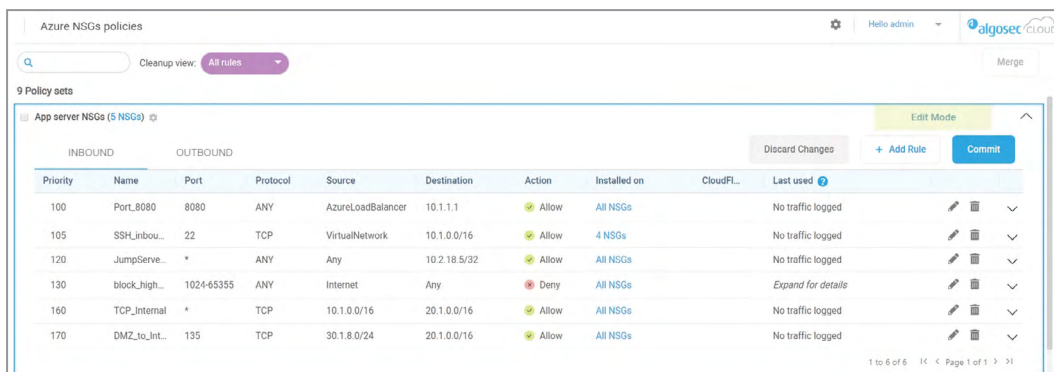 Azure NSGs policies Hello admin algosec CLOUD
Cleanup view: All rules Merge
9 Policy sets
App server NSGs (5 NSGs) Edit Mode
INBOUND OUTBOUND Discard Changes + Add Rule Commit
Priority Name Port Protocol Source Destination Action Installed on CloudFl... Last used ?
100 Port_8080 8080 ANY AzureLoadBalancer 10.1.1.1 Allow All NSGs No traffic logged
105 SSH_inbou... 22 TCP VirtualNetwork 10.1.0.0/16 Allow 4 NSGs No traffic logged
120 JumpServe... * ANY Any 10.2.18.5/32 Allow All NSGs No traffic logged
130 block_high... 1024-65355 ANY Internet Any Deny All NSGs Expand for details
160 TCP_Internal * TCP 10.1.0.0/16 20.1.0.0/16 Allow All NSGs No traffic logged
170 DMZ_to_Int... 135 TCP 30.1.8.0/24 20.1.0.0/16 Allow All NSGs No traffic logged
1 to 6 of 6 Page 1 of 1